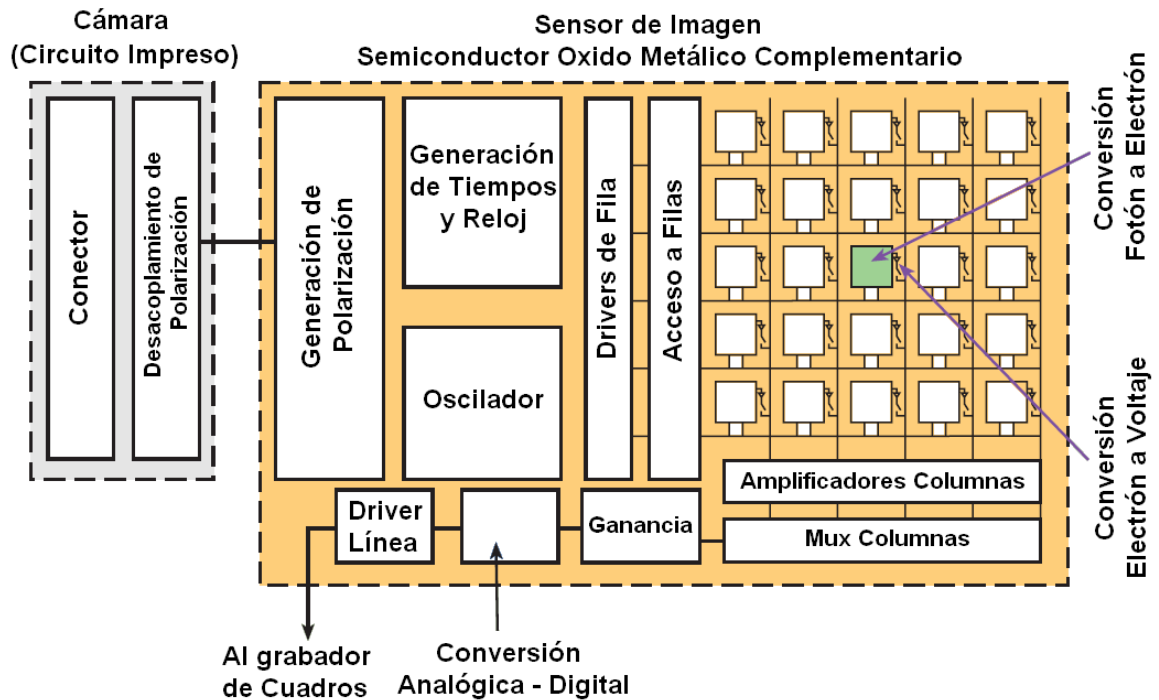 Cámara
(Circuito Impreso)
Sensor de Imagen
Semiconductor Oxido Metálico Complementario
Conector
Desacoplamiento de
Polarización
Generación de
Polarización
Generación
de Tiempos
y Reloj
Oscilador
Drivers de Fila
Acceso a Filas
Conversión
Fotón a Electrón
Conversión
Electrón a Voltaje
Amplificadores Columnas
Mux Columnas
Ganancia
Driver
Línea
Al grabador
de Cuadros
Conversión
Analógica - Digital